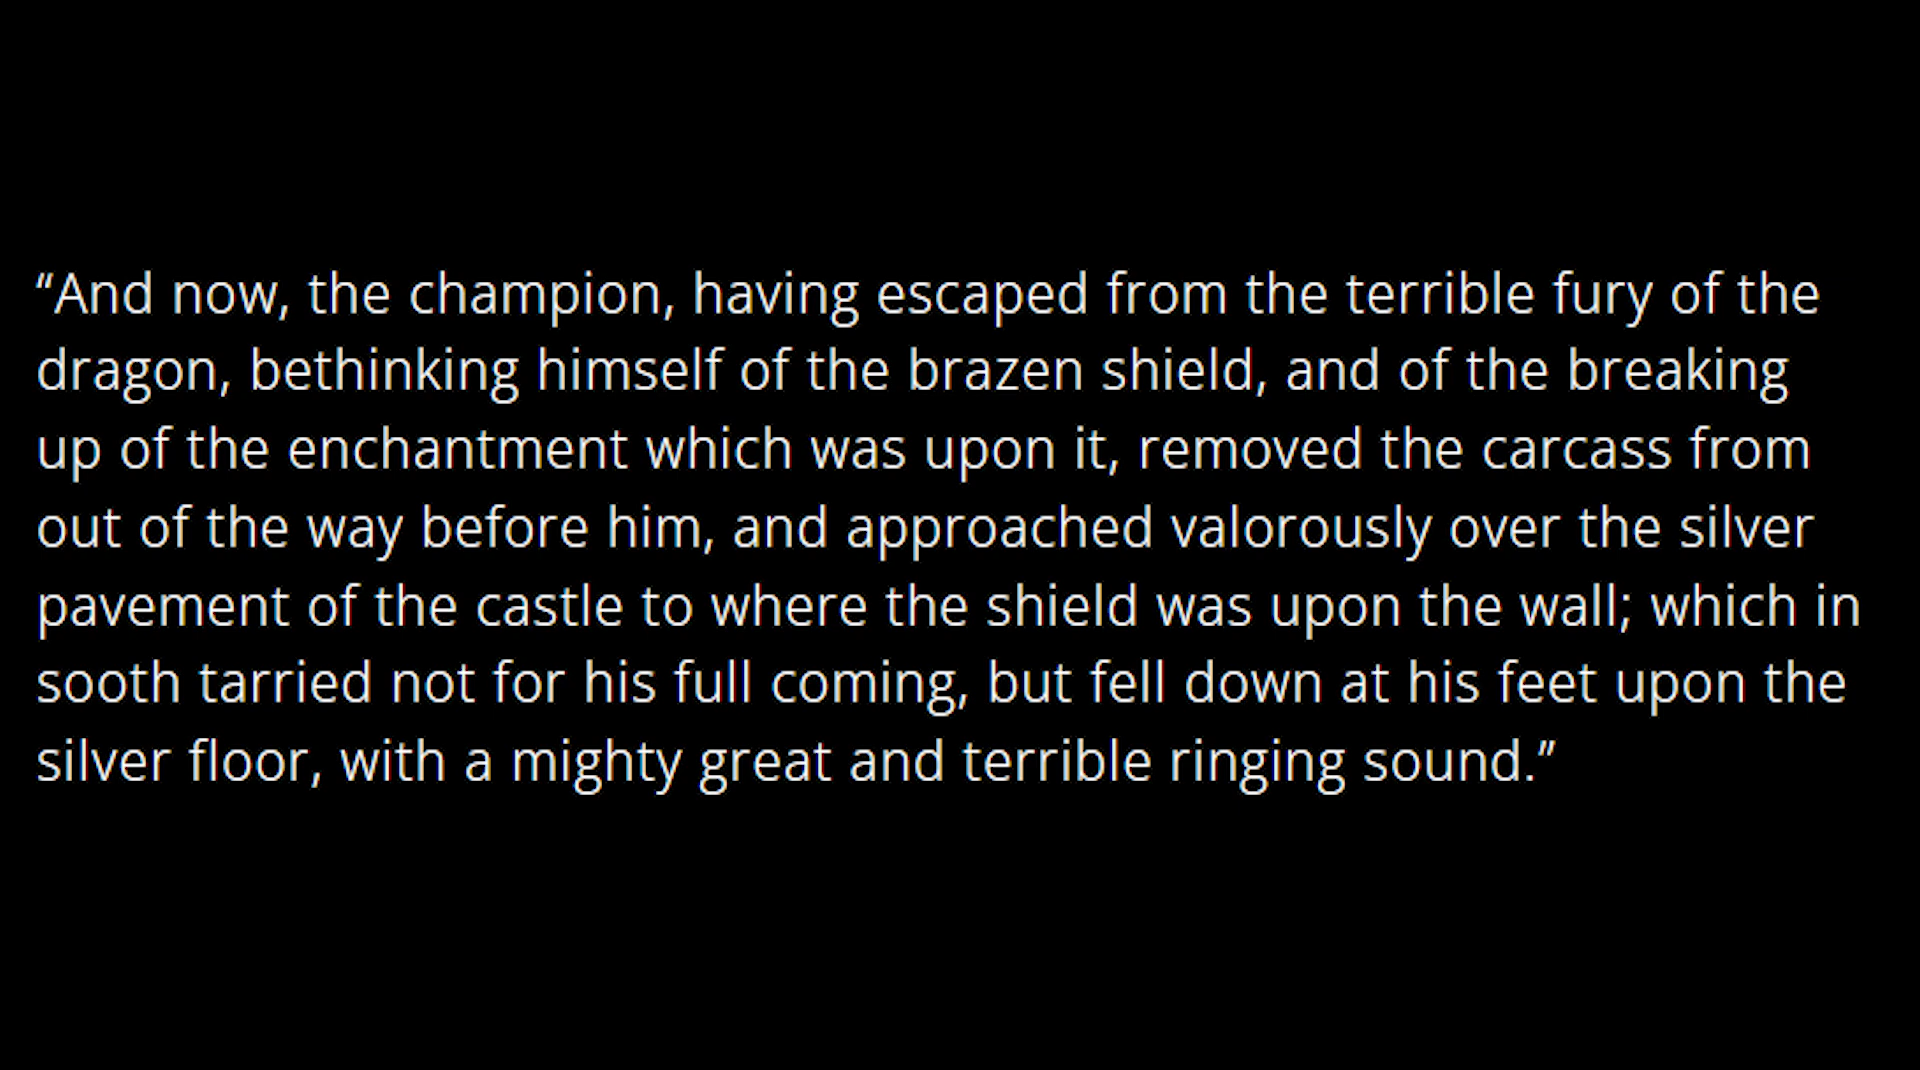 “And now, the champion, having escaped from the terrible fury of the
dragon, bethinking himself of the brazen shield, and of the breaking
up of the enchantment which was upon it, removed the carcass from
out of the way before him, and approached valorously over the silver
pavement of the castle to where the shield was upon the wall; which in
sooth tarried not for his full coming, but fell down at his feet upon the
silver floor, with a mighty great and terrible ringing sound.”